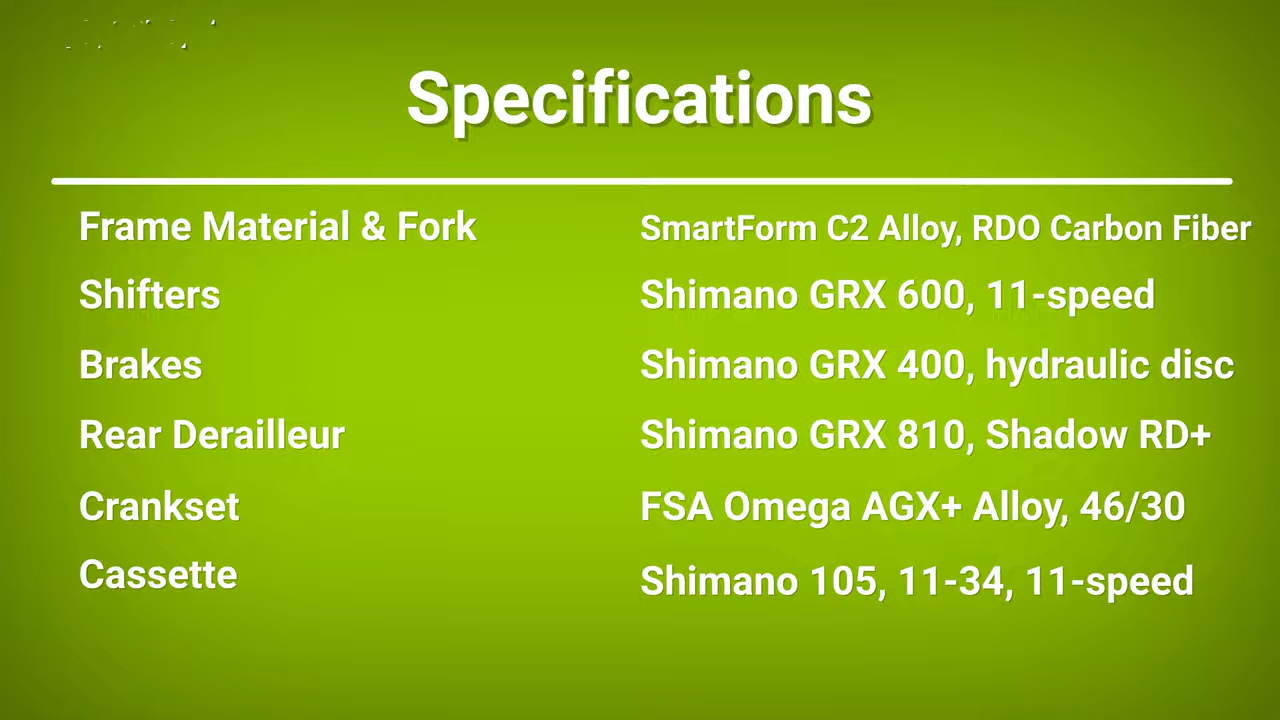 Specifications
Frame Material & Fork SmartForm C2 Alloy, RDO Carbon Fiber
Shifters Shimano GRX 600, 11-speed
Brakes Shimano GRX 400, hydraulic disc
Rear Derailleur Shimano GRX 810, Shadow RD+
Crankset FSA Omega AGX+ Alloy, 46/30
Cassette Shimano 105, 11-34, 11-speed